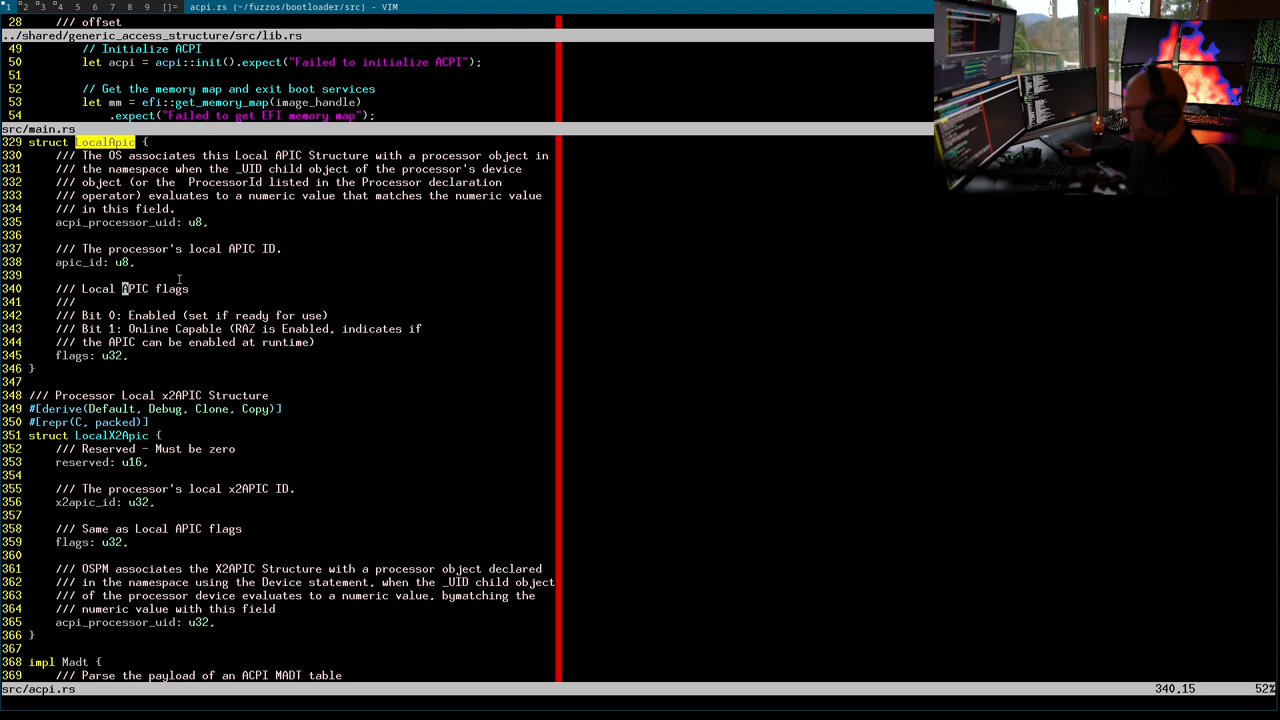 1 2 3 4 5 6 7 8 9 []= acpi.rs (~/fuzzos/bootloader/src) - VIM
28 /// offset
../shared/generic_access_structure/src/lib.rs
49 // Initialize ACPI
50 let acpi = acpi::init().expect("Failed to initialize ACPI");
51
52 // Get the memory map and exit boot services
53 let mm = efi::get_memory_map(image_handle)
54 .expect("Failed to get EFI memory map");
src/main.rs
329 struct LocalApic {
330 /// The OS associates this Local APIC Structure with a processor object in
331 /// the namespace when the _UID child object of the processor's device
332 /// object (or the  ProcessorId listed in the Processor declaration
333 /// operator) evaluates to a numeric value that matches the numeric value
334 /// in this field.
335 acpi_processor_uid: u8,
336
337 /// The processor's local APIC ID.
338 apic_id: u8,
339
340 /// Local APIC flags
341 ///
342 /// Bit 0: Enabled (set if ready for use)
343 /// Bit 1: Online Capable (RAZ is Enabled, indicates if
344 /// the APIC can be enabled at runtime)
345 flags: u32,
346 }
347
348 /// Processor Local x2APIC Structure
349 #[derive(Default, Debug, Clone, Copy)]
350 #[repr(C, packed)]
351 struct LocalX2Apic {
352 /// Reserved - Must be zero
353 reserved: u16,
354
355 /// The processor's local x2APIC ID.
356 x2apic_id: u32,
357
358 /// Same as Local APIC flags
359 flags: u32,
360
361 /// OSPM associates the X2APIC Structure with a processor object declared
362 /// in the namespace using the Device statement, when the _UID child object
363 /// of the processor device evaluates to a numeric value, bymatching the
364 /// numeric value with this field
365 acpi_processor_uid: u32,
366 }
367
368 impl Madt {
369 /// Parse the payload of an ACPI MADT table
src/acpi.rs 340,15 52%